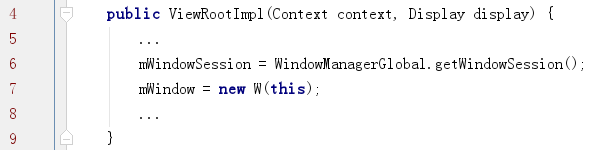 4 public ViewRootImpl(Context context, Display display) {
5 ...
6 mWindowSession = WindowManagerGlobal.getWindowSession();
7 mWindow = new W(this);
8 ...
9 }